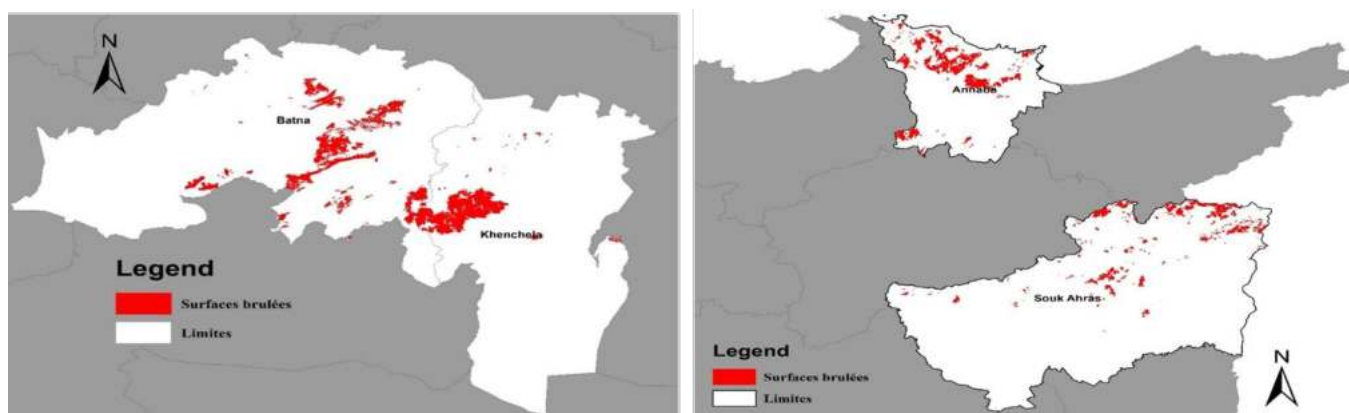 N
Batna
Khenchela
Legend
Surfaces brulées
Limites
Annaba
Souk Ahras
Legend
Surfaces brulées
Limites
N